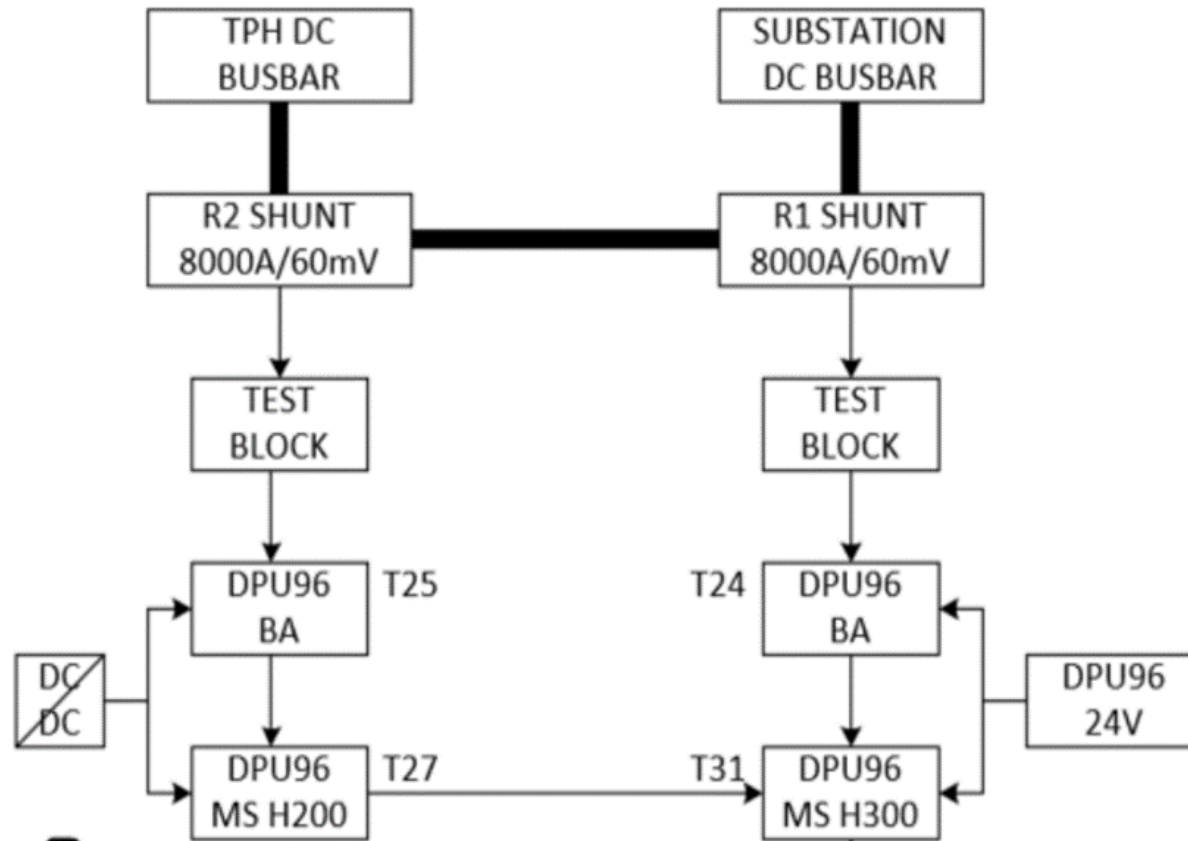 TPH DC
BUSBAR
SUBSTATION
DC BUSBAR
R2 SHUNT
8000A/60mV
R1 SHUNT
8000A/60mV
TEST
BLOCK
TEST
BLOCK
DPU96
BA
T25
T24
DPU96
BA
DC
DC
DPU96
24V
DPU96
MS H200
T27
T31
DPU96
MS H300